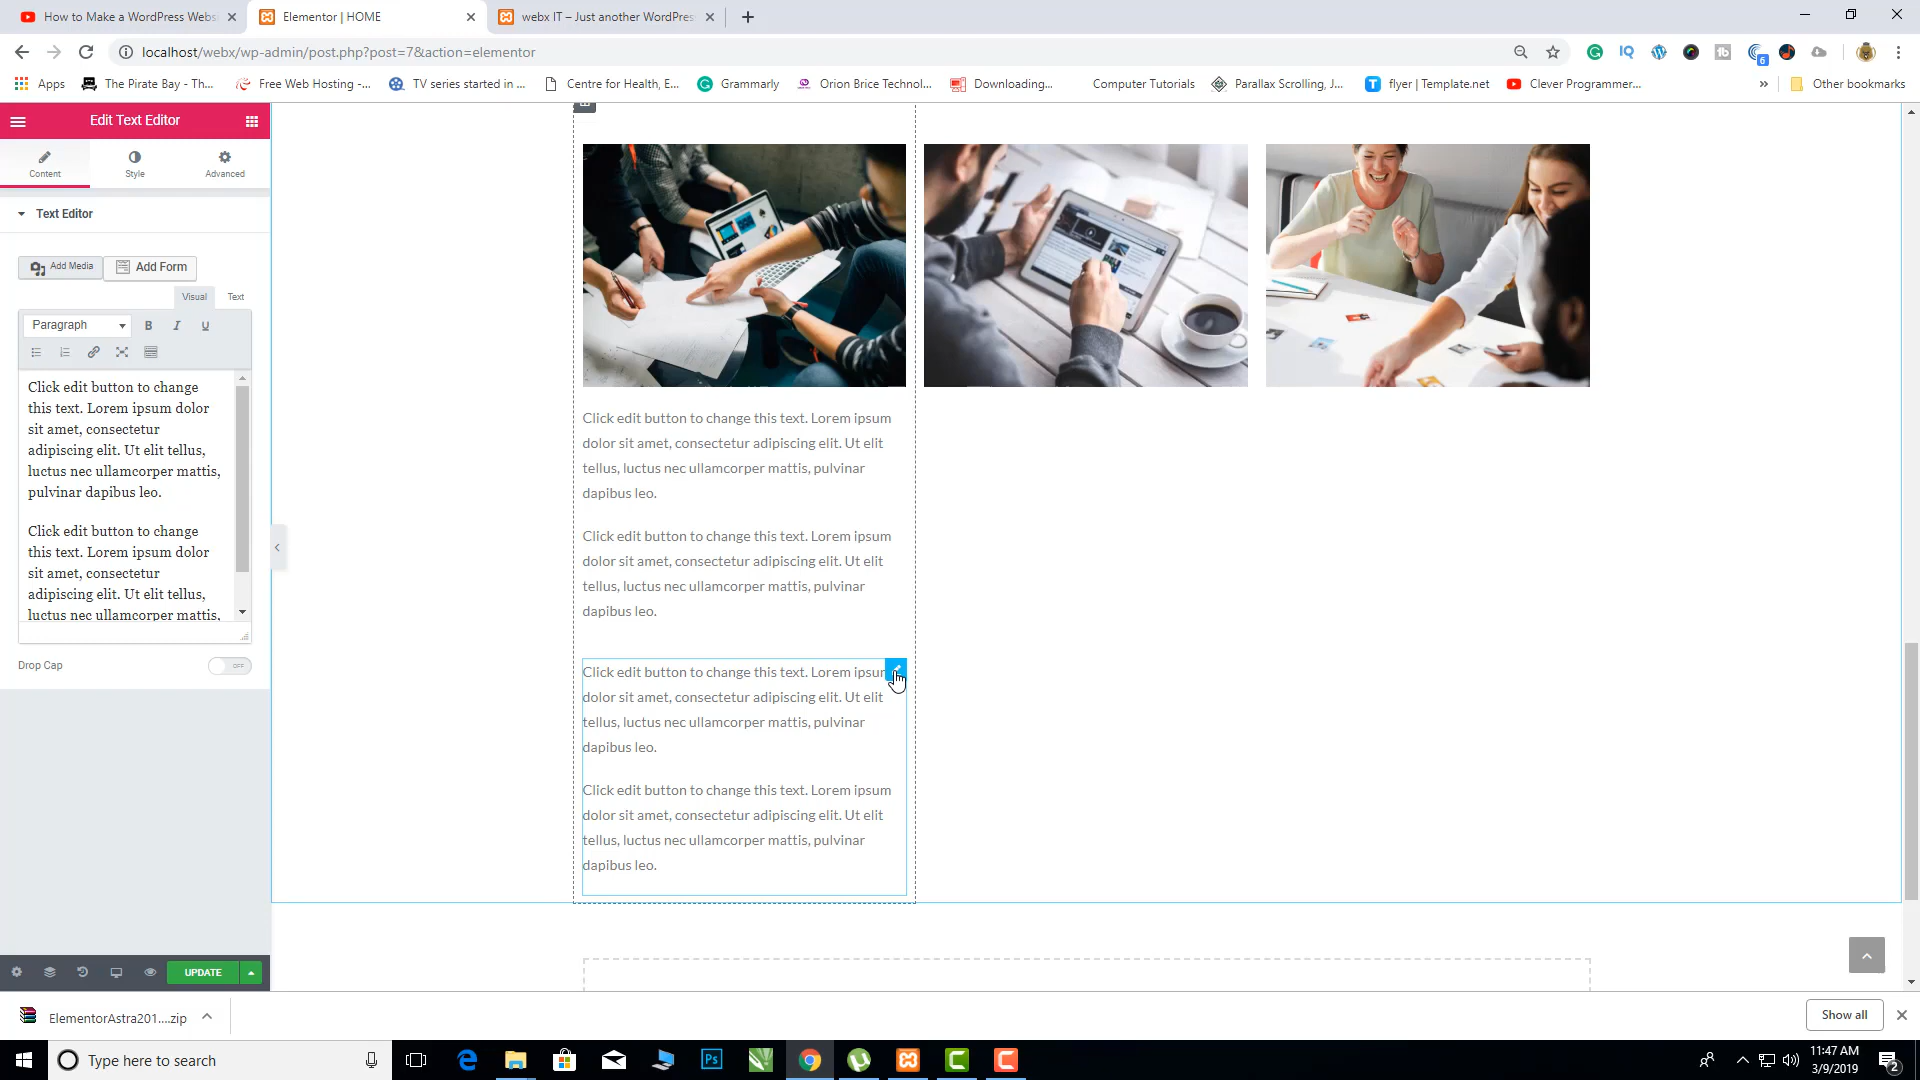 How to Make a WordPress Webs
Elementor | HOME
webx IT – Just another WordPres
localhost/webx/wp-admin/post.php?post=7&action=elementor
Apps
The Pirate Bay - Th...
Free Web Hosting -...
TV series started in ...
Centre for Health, E...
Grammarly
Orion Brice Technol...
Downloading...
Computer Tutorials
Parallax Scrolling, J...
flyer | Template.net
Clever Programmer...
Other bookmarks
Edit Text Editor
Content
Style
Advanced
Text Editor
Add Media
Add Form
Visual
Text
Paragraph
B
I
U
Click edit button to change
this text. Lorem ipsum dolor
sit amet, consectetur
adipiscing elit. Ut elit tellus,
luctus nec ullamcorper mattis,
pulvinar dapibus leo.
Click edit button to change
this text. Lorem ipsum dolor
sit amet, consectetur
adipiscing elit. Ut elit tellus,
luctus nec ullamcorper mattis,
Drop Cap
OFF
UPDATE
Click edit button to change this text. Lorem ipsum
dolor sit amet, consectetur adipiscing elit. Ut elit
tellus, luctus nec ullamcorper mattis, pulvinar
dapibus leo.
Click edit button to change this text. Lorem ipsum
dolor sit amet, consectetur adipiscing elit. Ut elit
tellus, luctus nec ullamcorper mattis, pulvinar
dapibus leo.
Click edit button to change this text. Lorem ipsum
dolor sit amet, consectetur adipiscing elit. Ut elit
tellus, luctus nec ullamcorper mattis, pulvinar
dapibus leo.
Click edit button to change this text. Lorem ipsum
dolor sit amet, consectetur adipiscing elit. Ut elit
tellus, luctus nec ullamcorper mattis, pulvinar
dapibus leo.
ElementorAstra201....zip
Show all
Type here to search
Ps
11:47 AM
3/9/2019
2